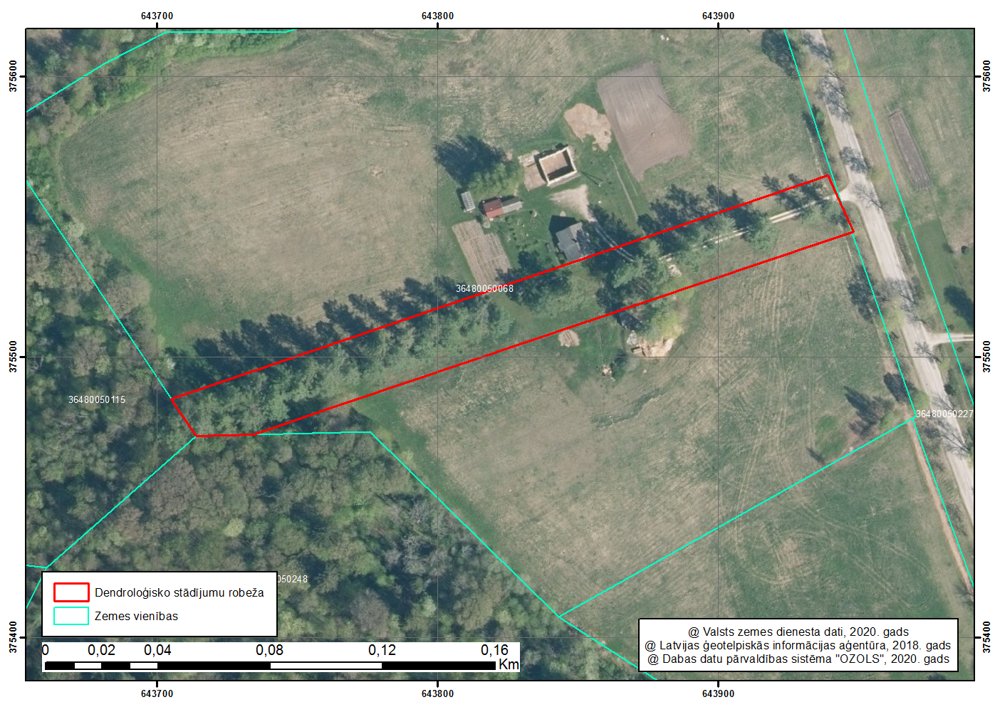 643700
643800
643900
375600
375600
36480050068
375500
375500
36480050115
36480050227
050248
Dendroloģisko stādījumu robeža
Zemes vienības
375400
375400
@ Valsts zemes dienesta dati, 2020. gads
@ Latvijas ģeotelpiskās informācijas aģentūra, 2018. gads
@ Dabas datu pārvaldības sistēma "OZOLS", 2020. gads
0 0,02 0,04 0,08 0,12 0,16
Km
643700
643800
643900